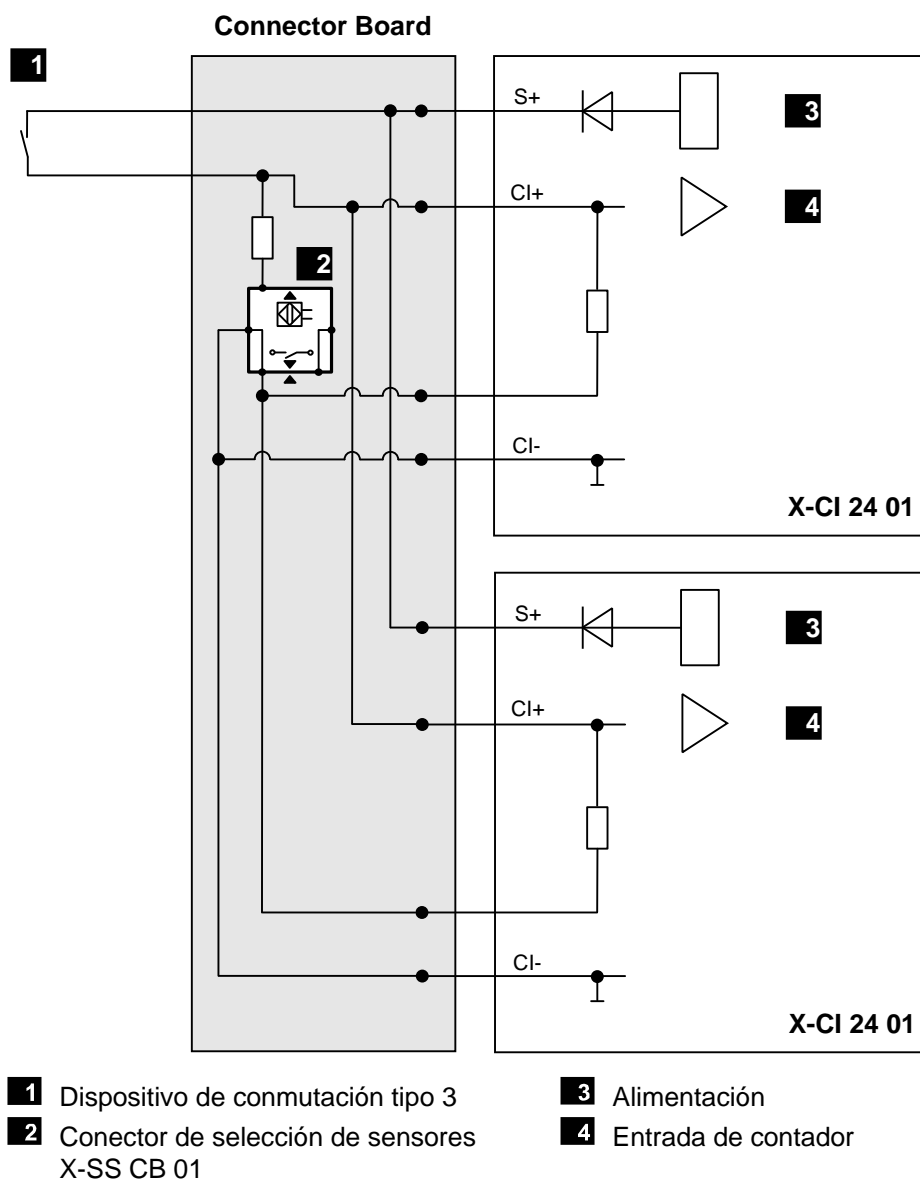 Connector Board
1
S+
3
CI+
4
2
CI-
X-CI 24 01
S+
3
CI+
4
CI-
X-CI 24 01
1 Dispositivo de conmutación tipo 3
2 Conector de selección de sensores
X-SS CB 01
3 Alimentación
4 Entrada de contador